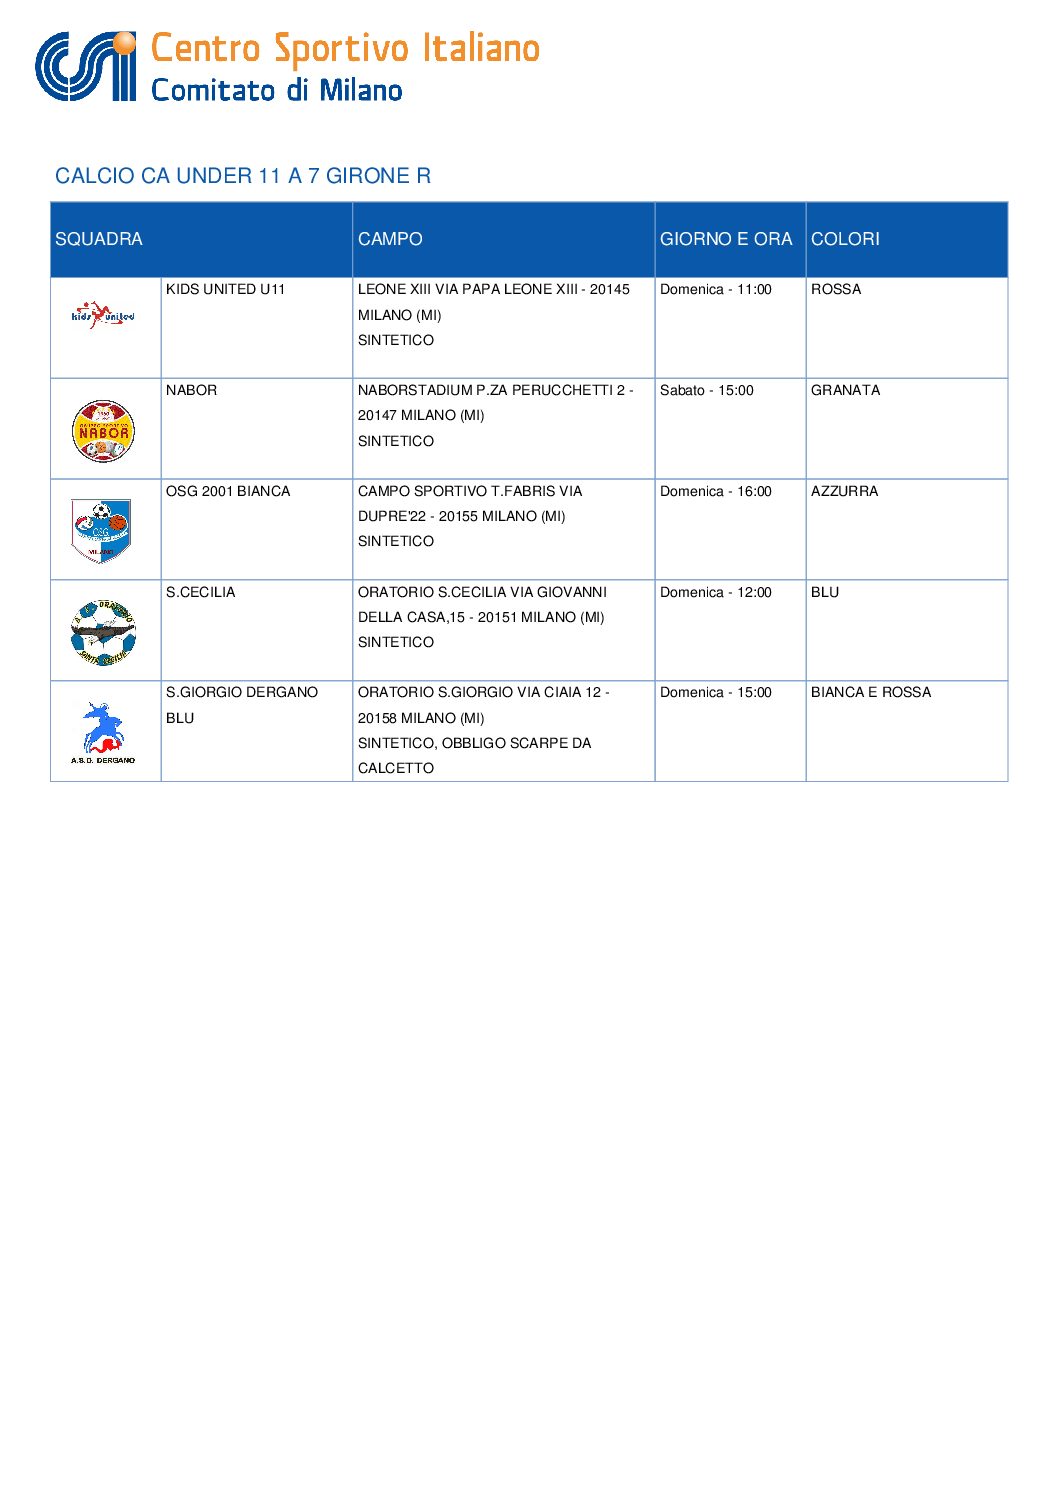 CSI
Centro Sportivo Italiano
Comitato di Milano
CALCIO CA UNDER 11 A 7 GIRONE R
SQUADRA CAMPO GIORNO E ORA COLORI
kids united
KIDS UNITED U11 LEONE XIII VIA PAPA LEONE XIII - 20145 Domenica - 11:00 ROSSA
MILANO (MI)
SINTETICO
NABOR
NABOR NABORSTADIUM P.ZA PERUCCHETTI 2 - Sabato - 15:00 GRANATA
20147 MILANO (MI)
SINTETICO
OSG
MILANO
OSG 2001 BIANCA CAMPO SPORTIVO T.FABRIS VIA Domenica - 16:00 AZZURRA
DUPRE'22 - 20155 MILANO (MI)
SINTETICO
S.CECILIA ORATORIO S.CECILIA VIA GIOVANNI Domenica - 12:00 BLU
DELLA CASA,15 - 20151 MILANO (MI)
SINTETICO
A.S.D. DERGANO
S.GIORGIO DERGANO ORATORIO S.GIORGIO VIA CIAIA 12 - Domenica - 15:00 BIANCA E ROSSA
BLU 20158 MILANO (MI)
SINTETICO, OBBLIGO SCARPE DA
CALCETTO